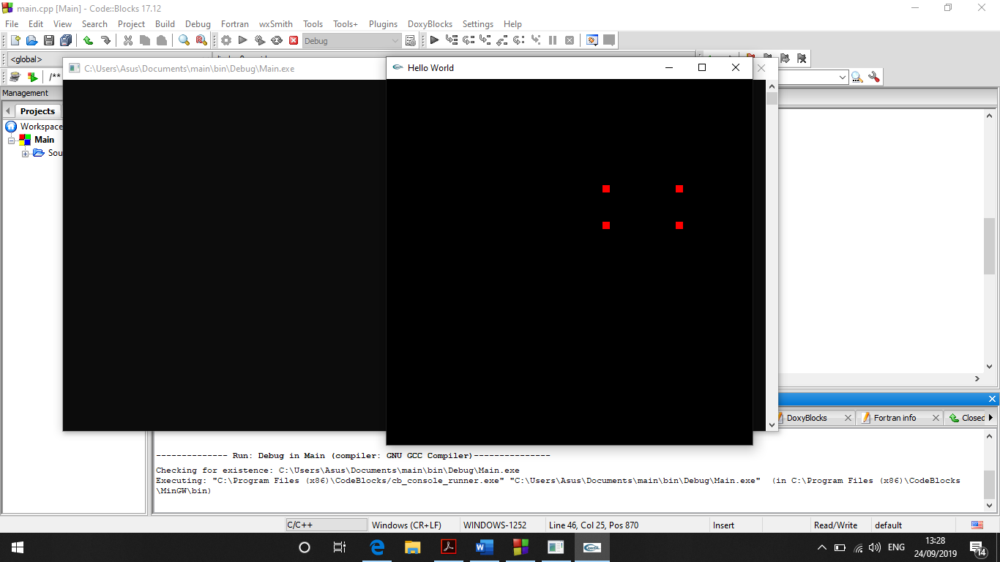 main.cpp [Main] - Code::Blocks 17.12
File Edit View Search Project Build Debug Fortran wxSmith Tools Tools+ Plugins DoxyBlocks Settings Help
Debug
<global>
C:\Users\Asus\Documents\main\bin\Debug\Main.exe
Hello World
/**
Management
Projects
Workspace
Main
Sou
DoxyBlocks
Fortran info
Closed
-------------- Run: Debug in Main (compiler: GNU GCC Compiler)---------------
Checking for existence: C:\Users\Asus\Documents\main\bin\Debug\Main.exe
Executing: "C:\Program Files (x86)\CodeBlocks/cb_console_runner.exe" "C:\Users\Asus\Documents\main\bin\Debug\Main.exe"  (in C:\Program Files (x86)\CodeBlocks
\MinGW\bin)
C/C++ Windows (CR+LF) WINDOWS-1252 Line 46, Col 25, Pos 870 Insert Read/Write default
ENG
13:28
24/09/2019
14